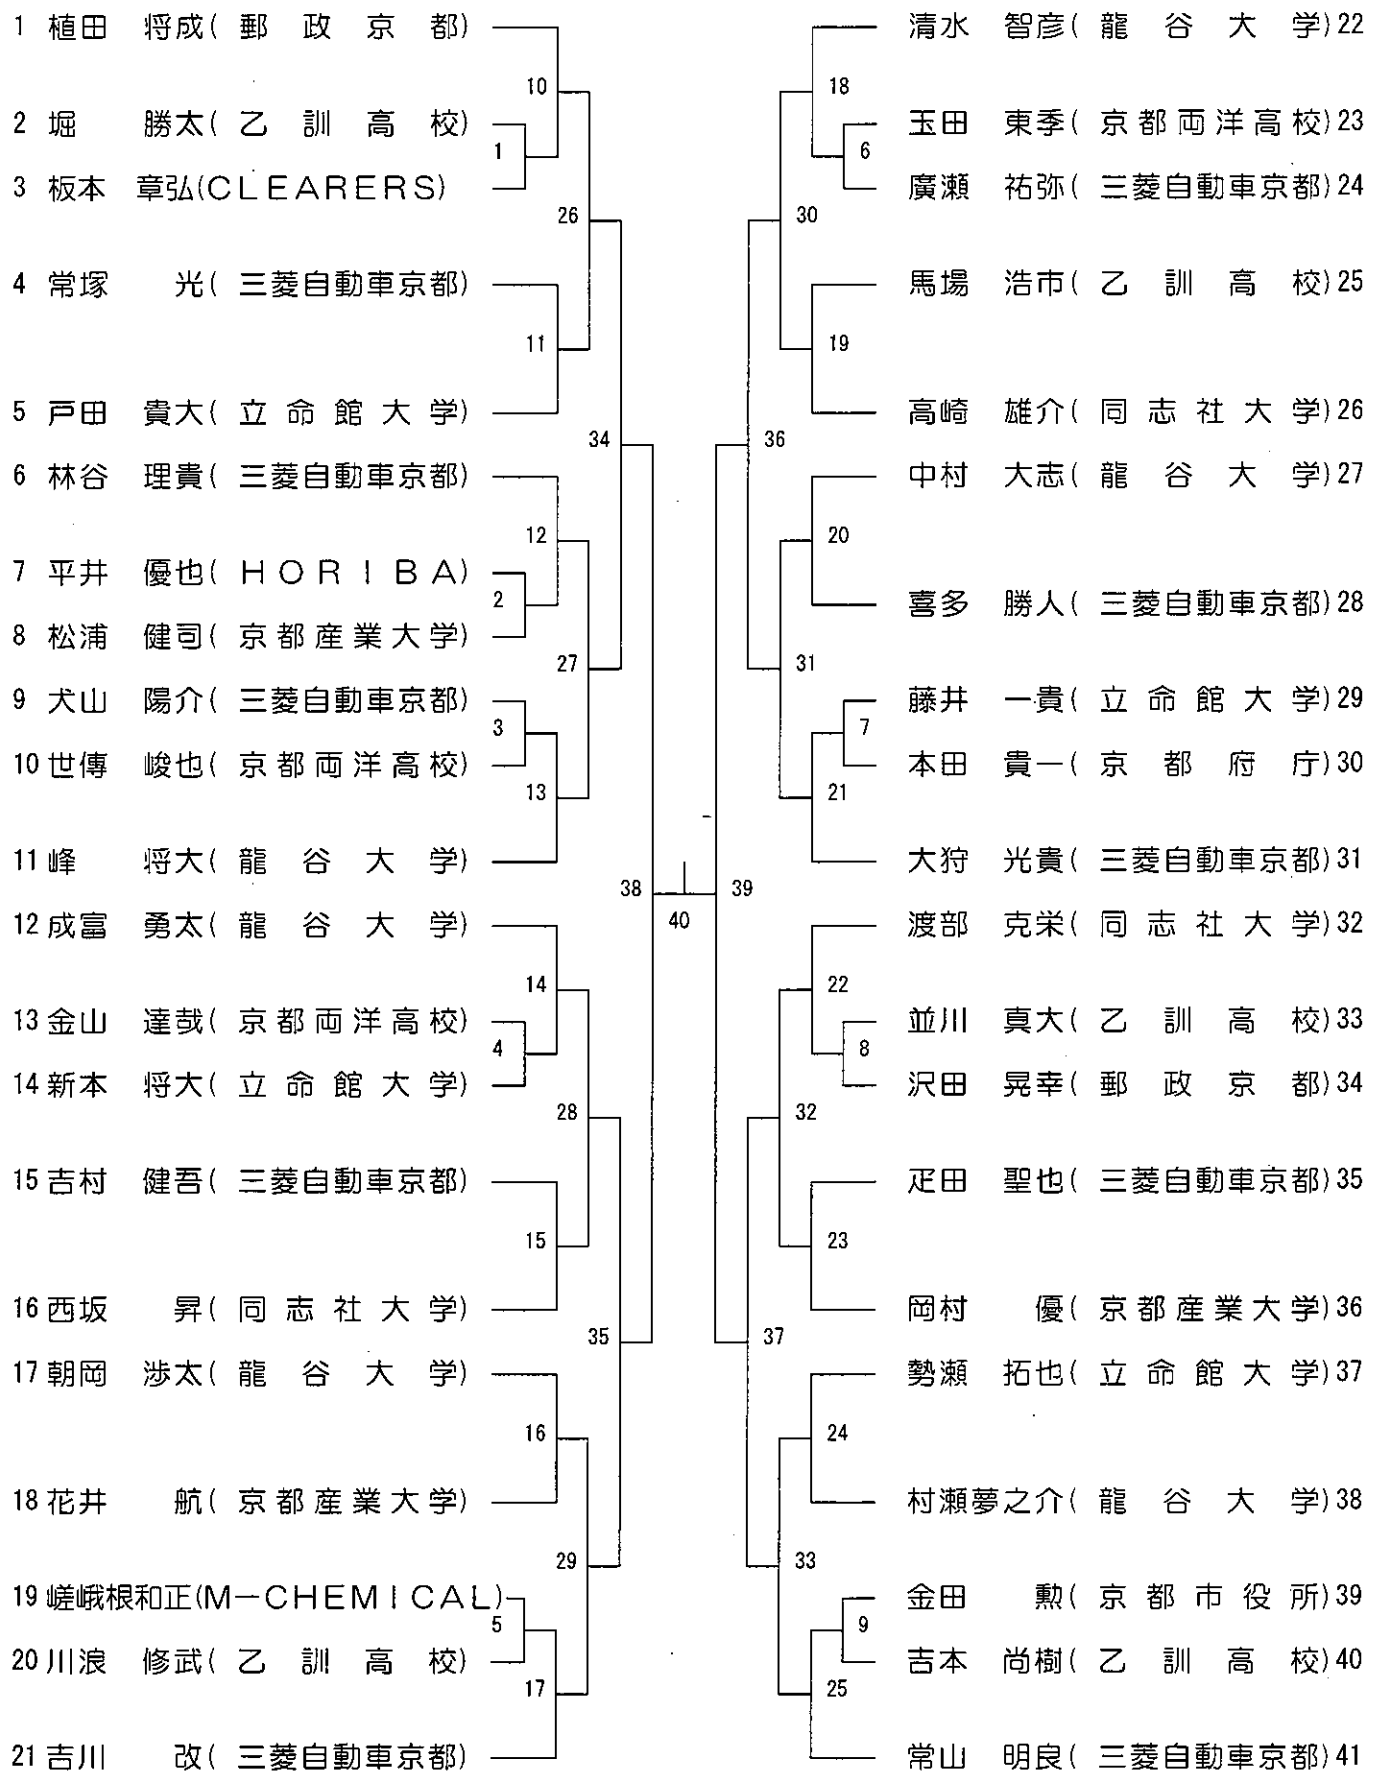 1 植田 将成( 郵政京都)
10
2 堀 勝太( 乙訓高校)
1
3 板本 章弘(CLEARERS)
26
4 常塚 光( 三菱自動車京都)
11
5 戸田 貴大( 立命館大学)
34
6 林谷 理貴( 三菱自動車京都)
12
7 平井 優也( HORIBA)
2
8 松浦 健司( 京都産業大学)
27
9 犬山 陽介( 三菱自動車京都)
3
10 世傳 峻也( 京都両洋高校)
13
11 峰 将大( 龍谷大学)
38
12 成富 勇太( 龍谷大学)
14
13 金山 達哉( 京都両洋高校)
4
14 新本 将大( 立命館大学)
28
15 吉村 健吾( 三菱自動車京都)
15
16 西坂 昇( 同志社大学)
35
17 朝岡 渉太( 龍谷大学)
16
18 花井 航( 京都産業大学)
29
19 嵯峨根和正(M-CHEMICAL)
5
20 川浪 修武( 乙訓高校)
17
21 吉川 改( 三菱自動車京都)
40
清水 智彦( 龍谷大学) 22
18
玉田 東季( 京都両洋高校) 23
6
廣瀬 祐弥( 三菱自動車京都) 24
30
馬場 浩市( 乙訓高校) 25
19
高崎 雄介( 同志社大学) 26
36
中村 大志( 龍谷大学) 27
20
喜多 勝人( 三菱自動車京都) 28
31
藤井 一貴( 立命館大学) 29
7
本田 貴一( 京都府庁) 30
21
大狩 光貴( 三菱自動車京都) 31
39
渡部 克栄( 同志社大学) 32
22
並川 真大( 乙訓高校) 33
8
沢田 晃幸( 郵政京都) 34
32
疋田 聖也( 三菱自動車京都) 35
23
岡村 優( 京都産業大学) 36
37
勢瀬 拓也( 立命館大学) 37
24
村瀬夢之介( 龍谷大学) 38
33
金田 勲( 京都市役所) 39
9
吉本 尚樹( 乙訓高校) 40
25
常山 明良( 三菱自動車京都) 41